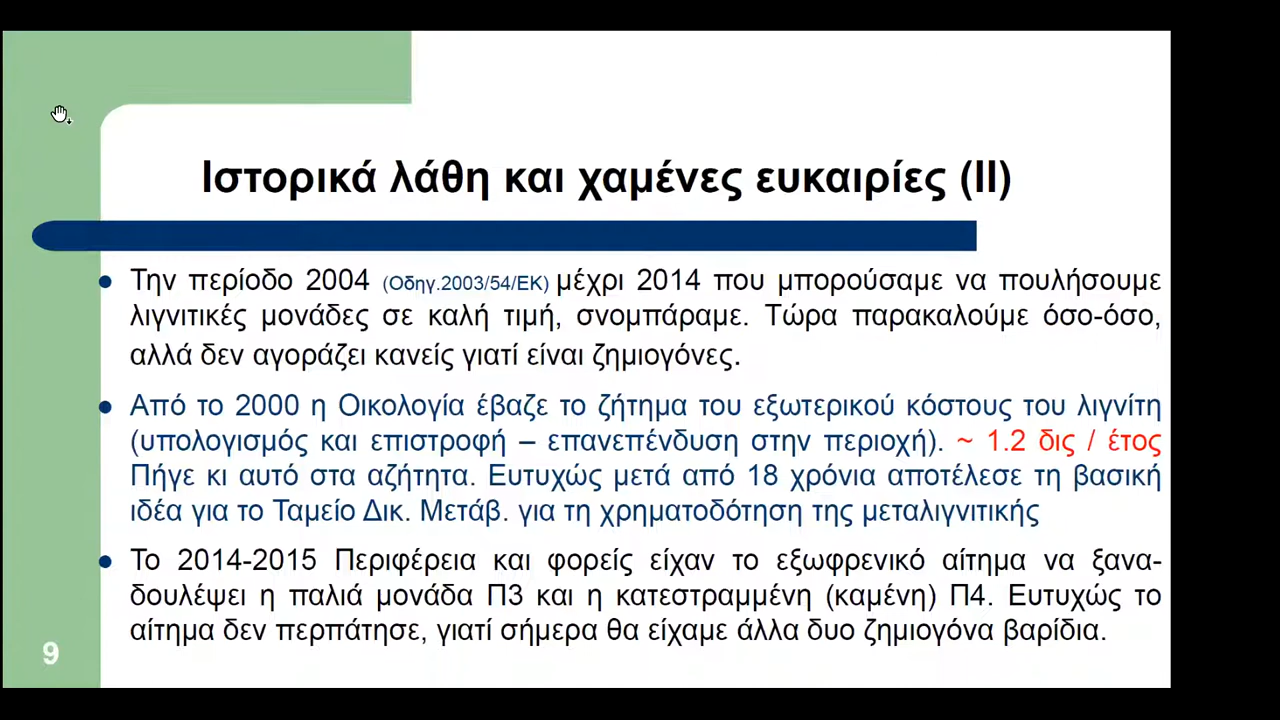 Ιστορικά λάθη και χαμένες ευκαιρίες (ΙΙ)
Την περίοδο 2004 (Οδηγ.2003/54/ΕΚ) μέχρι 2014 που μπορούσαμε να πουλήσουμε
λιγνιτικές μονάδες σε καλή τιμή, σνομπάραμε. Τώρα παρακαλούμε όσο-όσο,
αλλά δεν αγοράζει κανείς γιατί είναι ζημιογόνες.
Από το 2000 η Οικολογία έβαζε το ζήτημα του εξωτερικού κόστους του λιγνίτη
(υπολογισμός και επιστροφή – επανεπένδυση στην περιοχή). ~ 1.2 δις / έτος
Πήγε κι αυτό στα αζήτητα. Ευτυχώς μετά από 18 χρόνια αποτέλεσε τη βασική
ιδέα για το Ταμείο Δικ. Μετάβ. για τη χρηματοδότηση της μεταλιγνιτικής
Το 2014-2015 Περιφέρεια και φορείς είχαν το εξωφρενικό αίτημα να ξανα-
δουλέψει η παλιά μονάδα Π3 και η κατεστραμμένη (καμένη) Π4. Ευτυχώς το
αίτημα δεν περπάτησε, γιατί σήμερα θα είχαμε άλλα δυο ζημιογόνα βαρίδια.
9